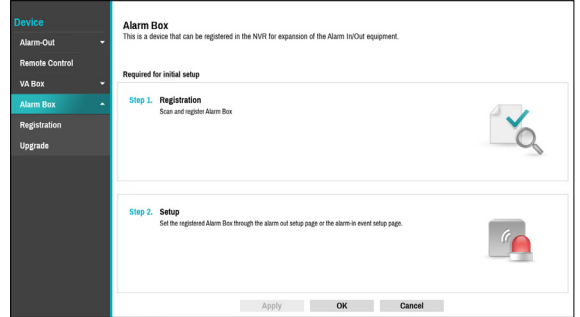 Device
Alarm-Out
Remote Control
VA Box
Alarm Box
Registration
Upgrade
Alarm Box
This is a device that can be registered in the NVR for expansion of the Alarm In/Out equipment.
Required for initial setup
Step 1. Registration
Scan and register Alarm Box
Step 2. Setup
Set the registered Alarm Box through the alarm out setup page or the alarm-in event setup page.
Apply OK Cancel